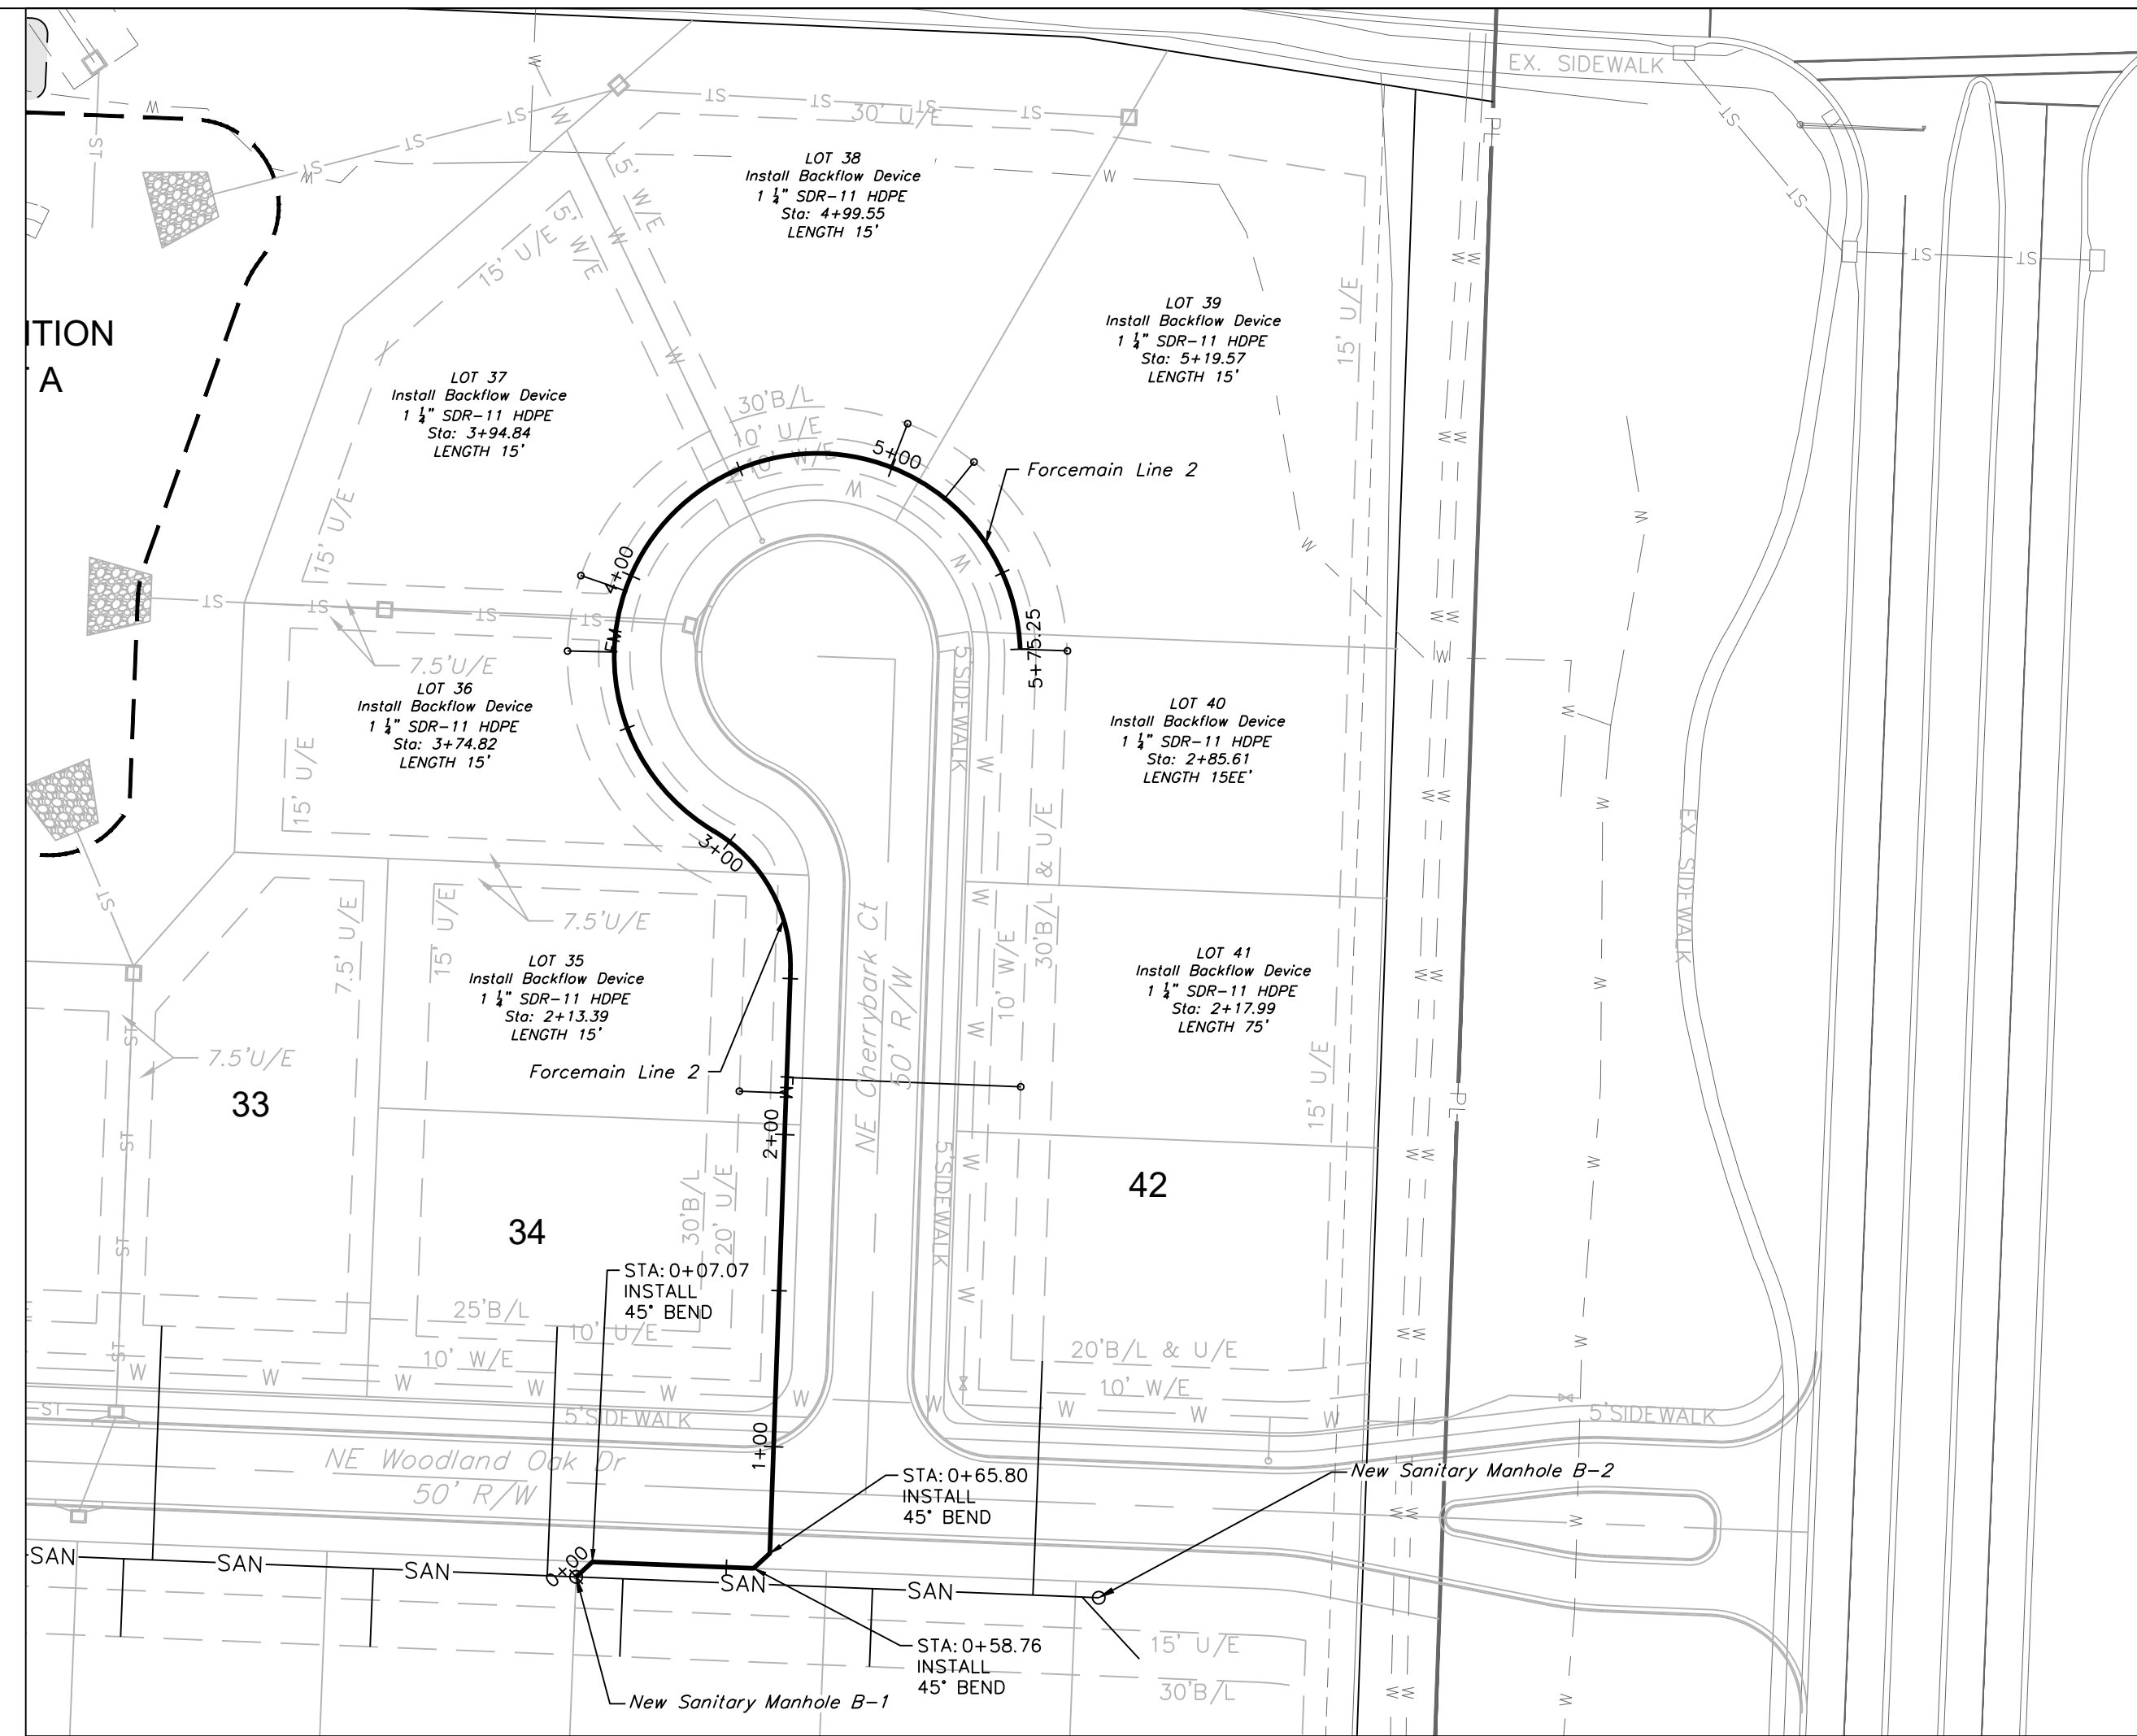 EX. SIDEWALK
30' U/E
5' W/E
5' W/E
15' U/E
LOT 38
Install Backflow Device
1 1/4" SDR-11 HDPE
Sta: 4+99.55
LENGTH 15'
ITION
A
LOT 39
Install Backflow Device
1 1/4" SDR-11 HDPE
Sta: 5+19.57
LENGTH 15'
15' U/E
LOT 37
Install Backflow Device
1 1/4" SDR-11 HDPE
Sta: 3+94.84
LENGTH 15'
30'B/L
10' U/E
10' W/E
5+00
Forcemain Line 2
15' U/E
4+00
FM
5+75.25
7.5'U/E
LOT 36
Install Backflow Device
1 1/4" SDR-11 HDPE
Sta: 3+74.82
LENGTH 15'
15' U/E
5'SIDEWALK
LOT 40
Install Backflow Device
1 1/4" SDR-11 HDPE
Sta: 2+85.61
LENGTH 15EE'
3+00
30'B/L & U/E
EX. SIDEWALK
7.5' U/E
15' U/E
7.5'U/E
LOT 35
Install Backflow Device
1 1/4" SDR-11 HDPE
Sta: 2+13.39
LENGTH 15'
Forcemain Line 2
NE Cherrybark Ct
50' R/W
10' W/E
LOT 41
Install Backflow Device
1 1/4" SDR-11 HDPE
Sta: 2+17.99
LENGTH 75'
15' U/E
7.5'U/E
33
PL
PL
2+00
5'SIDEWALK
42
34
30'B/L
20' U/E
STA: 0+07.07
INSTALL
45° BEND
25'B/L
10' U/E
10' W/E
20'B/L & U/E
10' W/E
5'SIDEWALK
5'SIDEWALK
1+00
NE Woodland Oak Dr
50' R/W
STA: 0+65.80
INSTALL
45° BEND
New Sanitary Manhole B-2
0+00
SAN
SAN
SAN
SAN
SAN
STA: 0+58.76
INSTALL
45° BEND
15' U/E
30'B/L
New Sanitary Manhole B-1